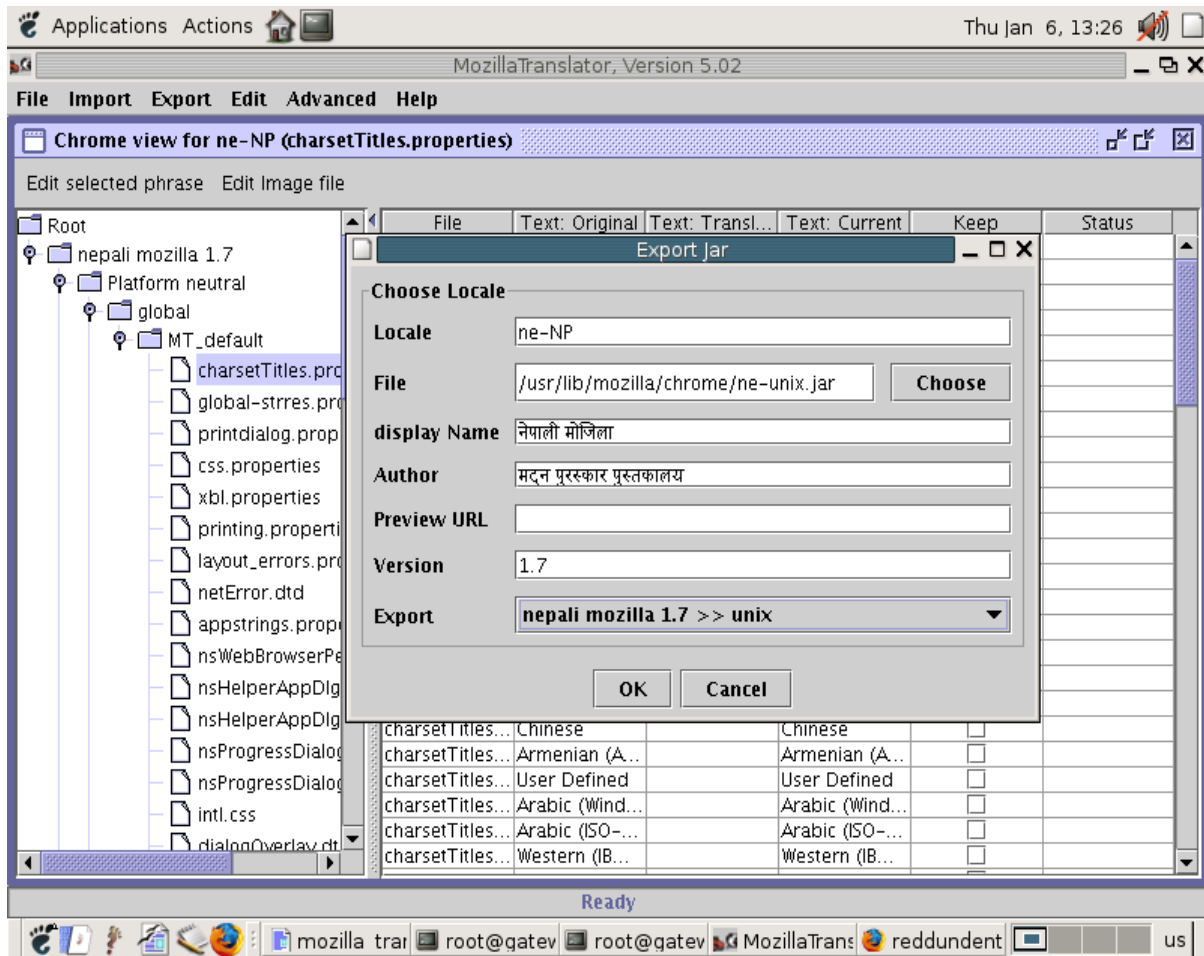 Applications Actions
Thu Jan 6, 13:26
MozillaTranslator, Version 5.02
File Import Export Edit Advanced Help
Chrome view for ne-NP (charsetTitles.properties)
Edit selected phrase Edit Image file
Root
nepali mozilla 1.7
Platform neutral
global
MT_default
charsetTitles.pro
global-strres.pro
printdialog.prop
css.properties
xbl.properties
printing.properti
layout_errors.pro
netError.dtd
appstrings.prop
nsWebBrowserPe
nsHelperAppDlg
nsHelperAppDlg
nsProgressDialog
nsProgressDialog
intl.css
dialogOverlay.dt
File Text: Original Text: Transl... Text: Current Keep Status
Export Jar
Choose Locale
Locale ne-NP
File /usr/lib/mozilla/chrome/ne-unix.jar Choose
display Name नेपाली मोजिला
Author मदन पुरस्कार पुस्तकालय
Preview URL
Version 1.7
Export nepali mozilla 1.7 >> unix
OK Cancel
charsetTitles... Chinese Chinese
charsetTitles... Armenian (A... Armenian (A...
charsetTitles... User Defined User Defined
charsetTitles... Arabic (Wind... Arabic (Wind...
charsetTitles... Arabic (ISO-... Arabic (ISO-...
charsetTitles... Western (IB... Western (IB...
Ready
mozilla trar root@gatev root@gatev MozillaTrans reddundent us